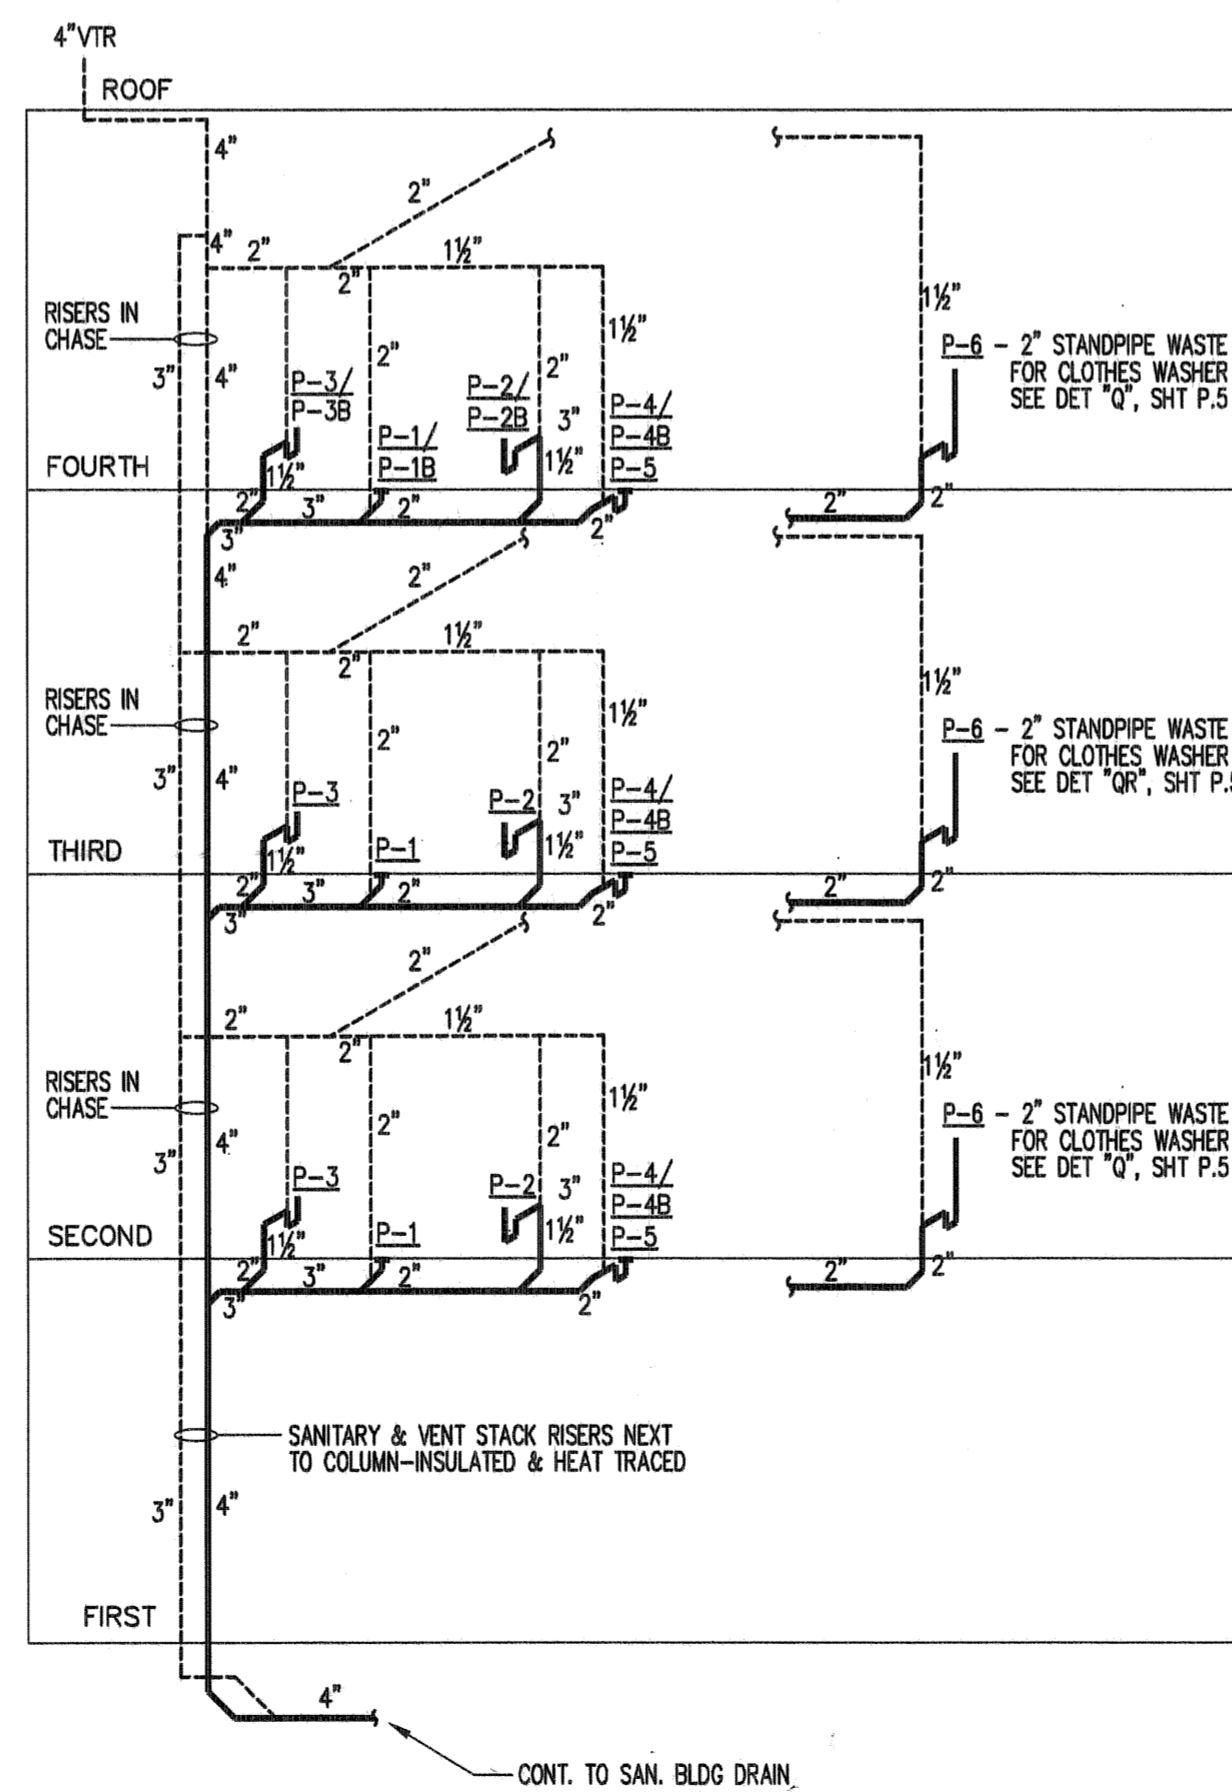 4"VTR
ROOF
4"
2"
4"
2"
1½"
2"
1½"
RISERS IN
CHASE
1½"
3"
4"
2"
2"
P-3/
P-3B
P-2/
P-2B
3"
P-4/
P-4B
P-5
P-1/
P-1B
1½"
1½"
P-6 - 2" STANDPIPE WASTE
FOR CLOTHES WASHER
SEE DET "Q", SHT P.5
FOURTH
2"
3"
2"
2"
2"
3"
2"
4"
2"
2"
1½"
2"
1½"
RISERS IN
CHASE
1½"
3"
4"
2"
2"
P-3
P-2
3"
P-4/
P-4B
P-5
P-1
1½"
1½"
P-6 - 2" STANDPIPE WASTE
FOR CLOTHES WASHER
SEE DET "QR", SHT P.5
THIRD
2"
3"
2"
2"
2"
3"
2"
2"
2"
1½"
2"
1½"
RISERS IN
CHASE
1½"
3"
4"
2"
2"
P-3
P-2
3"
P-4/
P-4B
P-5
P-1
1½"
1½"
P-6 - 2" STANDPIPE WASTE
FOR CLOTHES WASHER
SEE DET "Q", SHT P.5
SECOND
2"
3"
2"
2"
2"
3"
2"
SANITARY & VENT STACK RISERS NEXT
TO COLUMN-INSULATED & HEAT TRACED
3"
4"
FIRST
4"
CONT. TO SAN. BLDG DRAIN